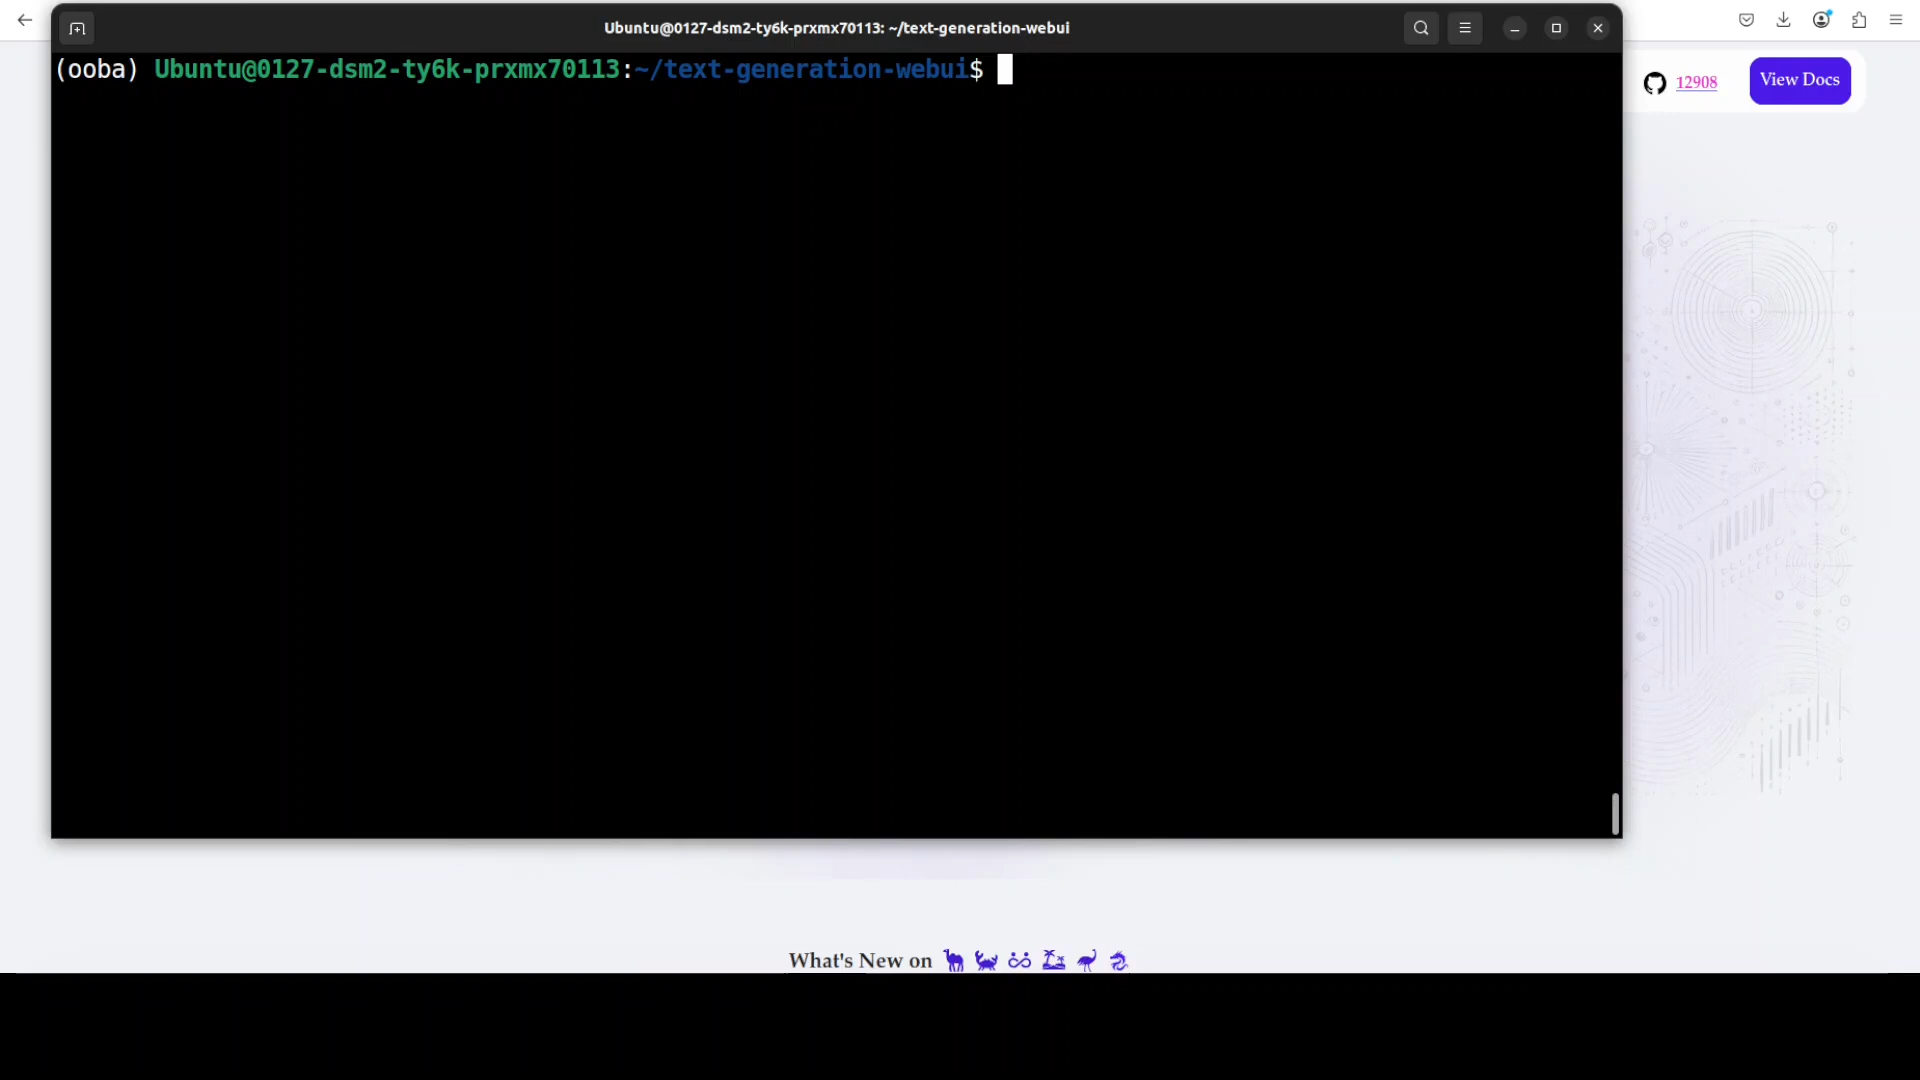 Ubuntu@0127-dsm2-ty6k-prxmx70113: ~/text-generation-webui
(ooba) Ubuntu@0127-dsm2-ty6k-prxmx70113:~/text-generation-webui$
12908
View Docs
What's New on